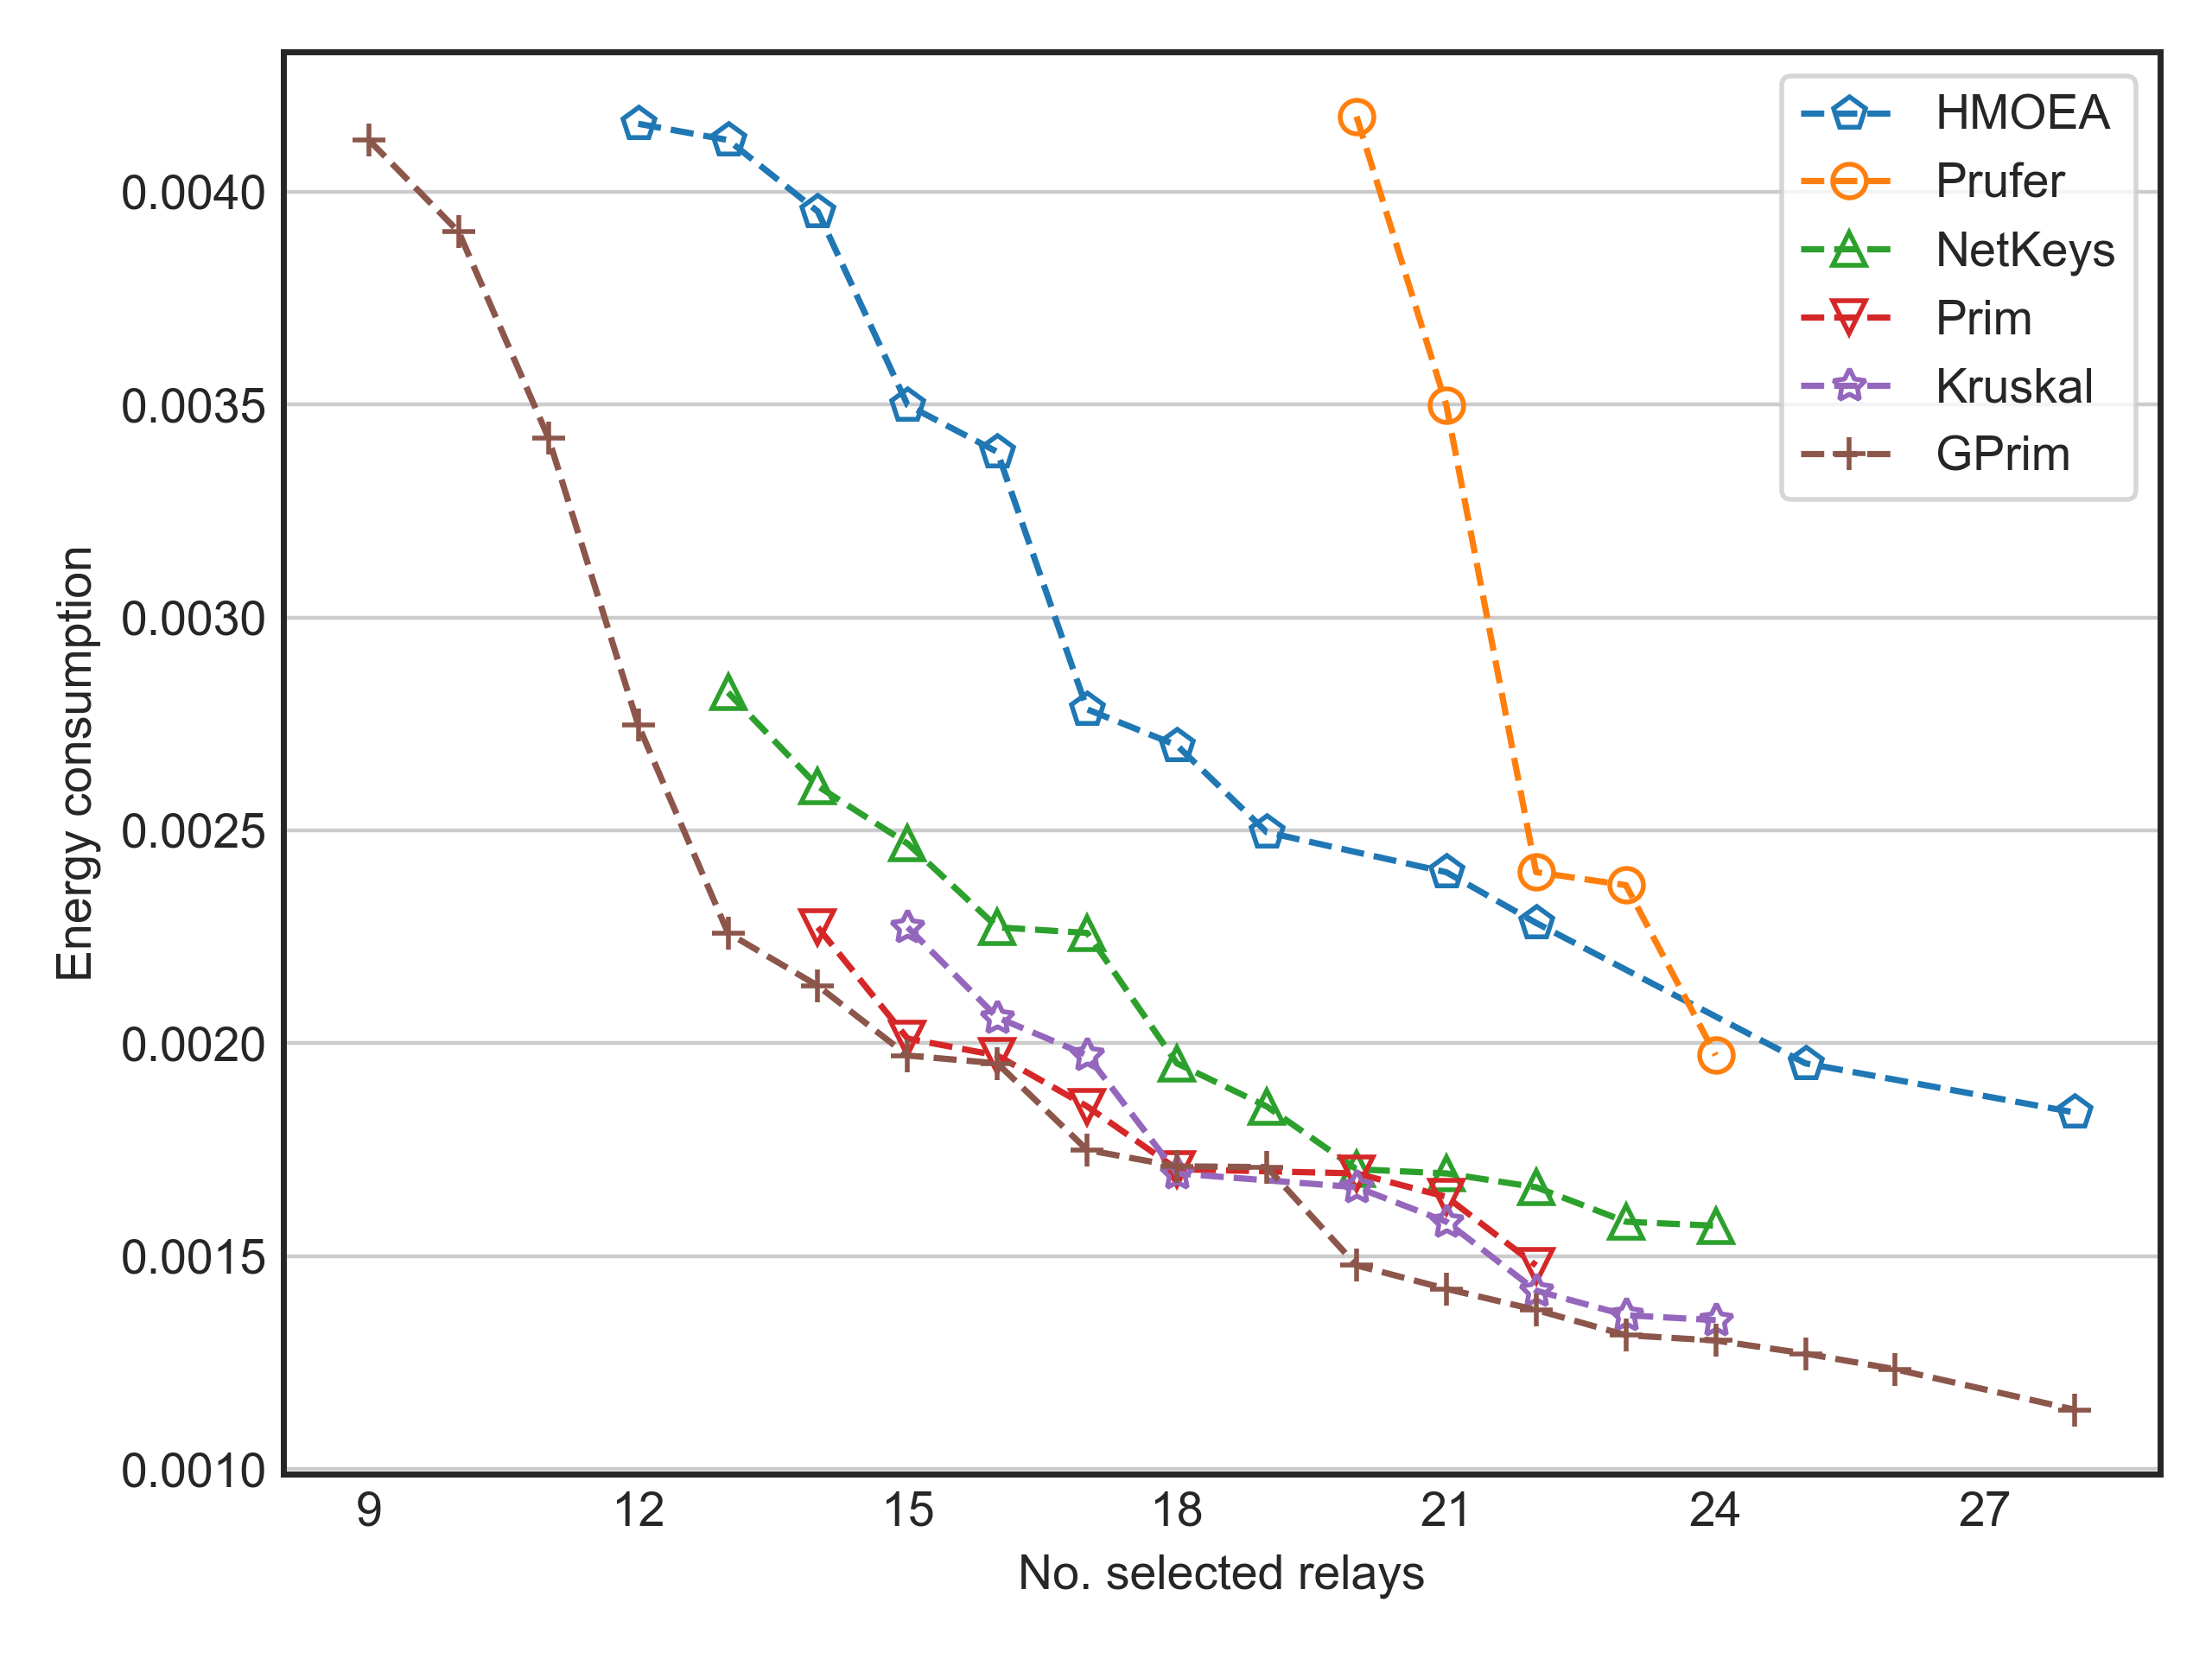 HMOEA
Prufer
NetKeys
Prim
Kruskal
GPrim
Energy consumption
0.0040
0.0035
0.0030
0.0025
0.0020
0.0015
0.0010
9 12 15 18 21 24 27
No. selected relays